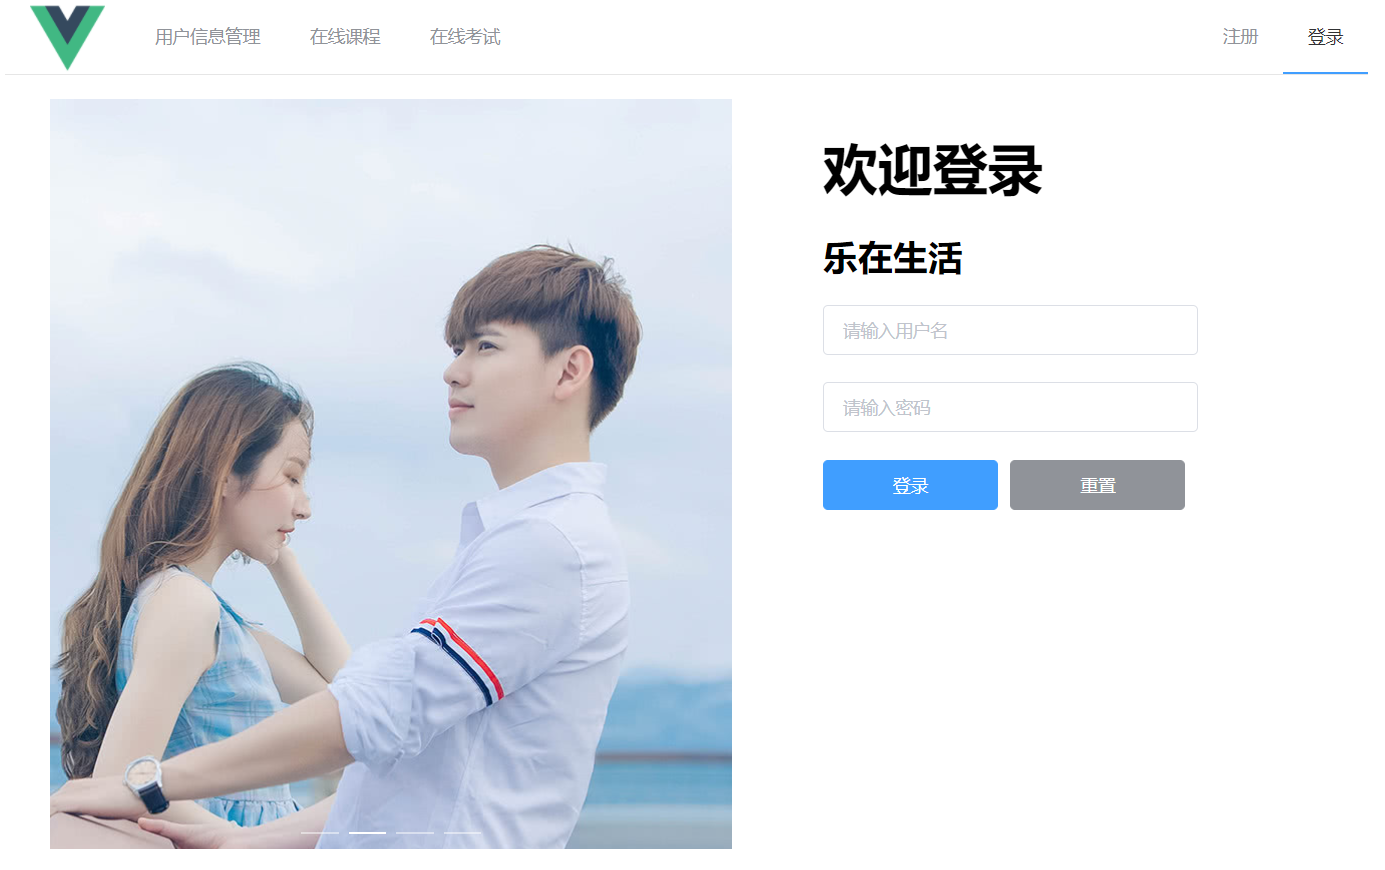 用户信息管理 在线课程 在线考试 注册 登录
欢迎登录
乐在生活
请输入用户名
请输入密码
登录 重置